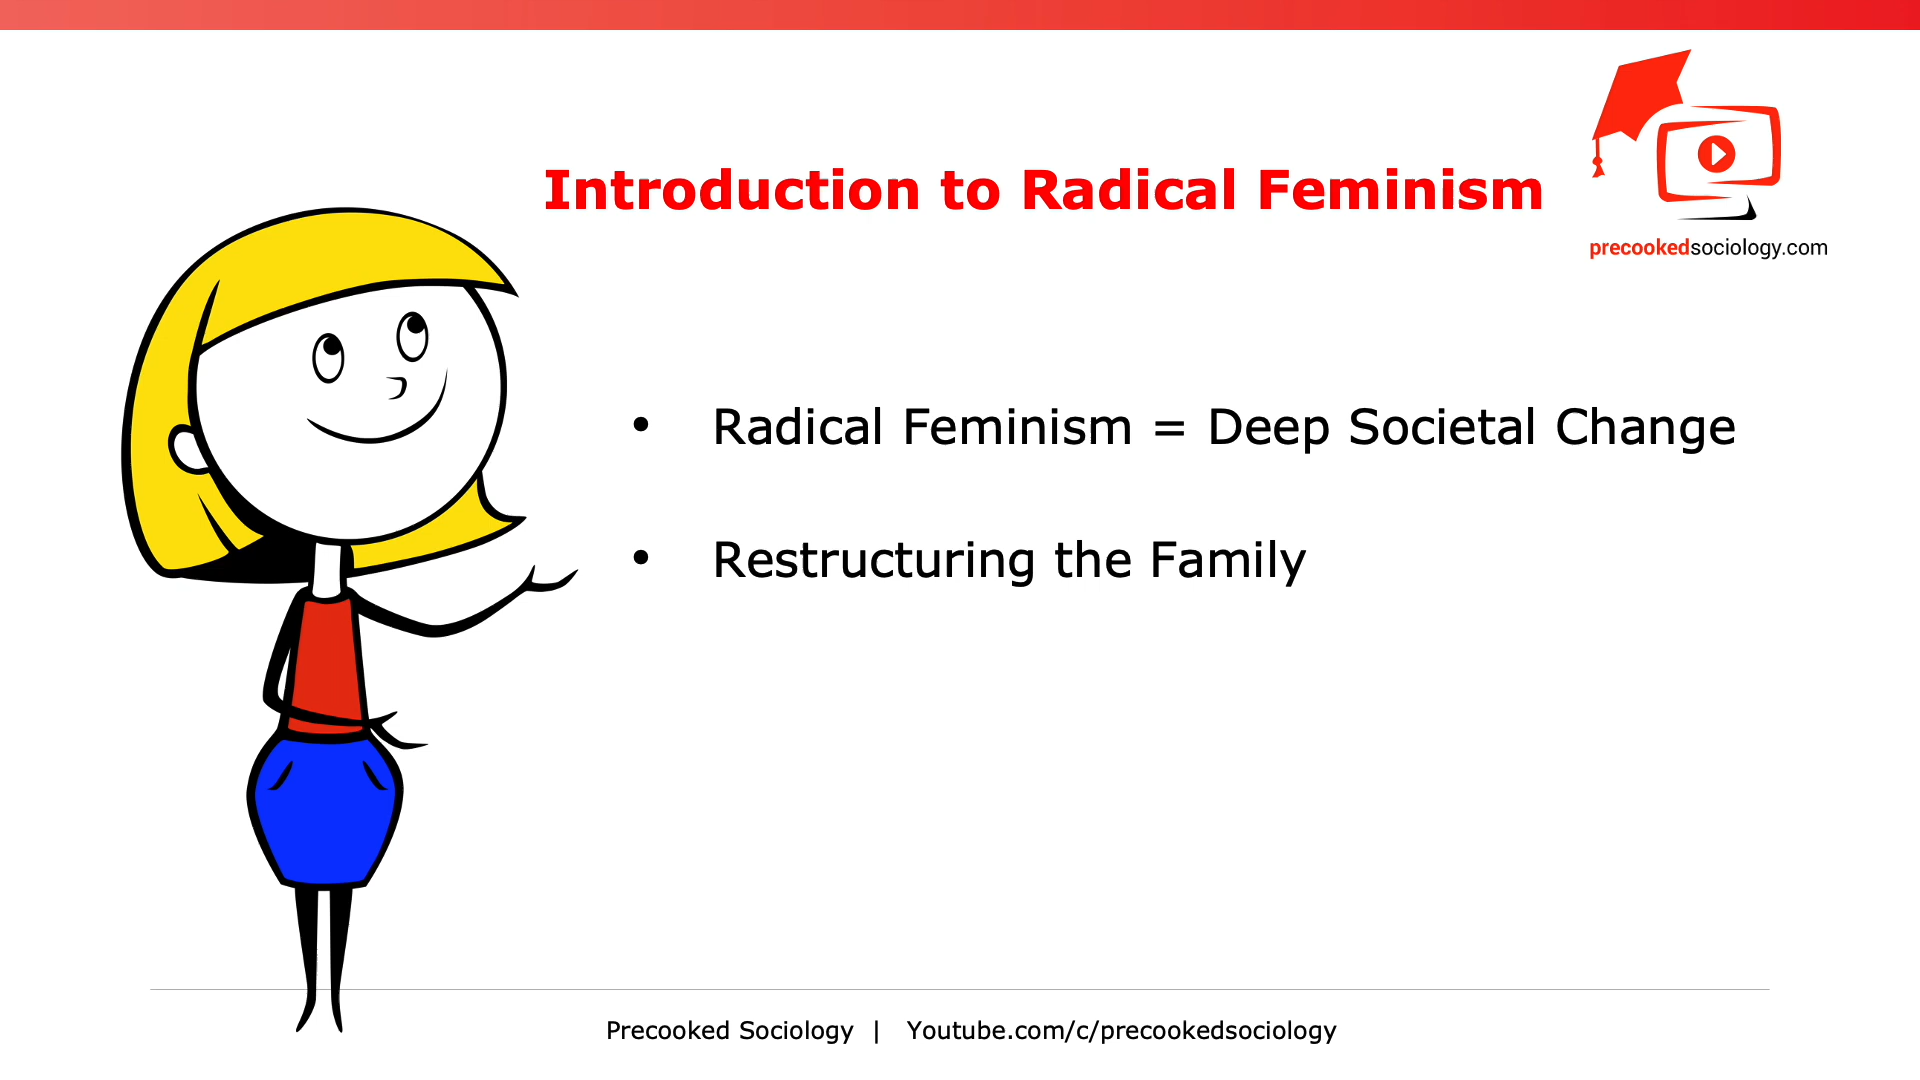 Introduction to Radical Feminism
precookedsociology.com
• Radical Feminism = Deep Societal Change
• Restructuring the Family
Precooked Sociology | Youtube.com/c/precookedsociology